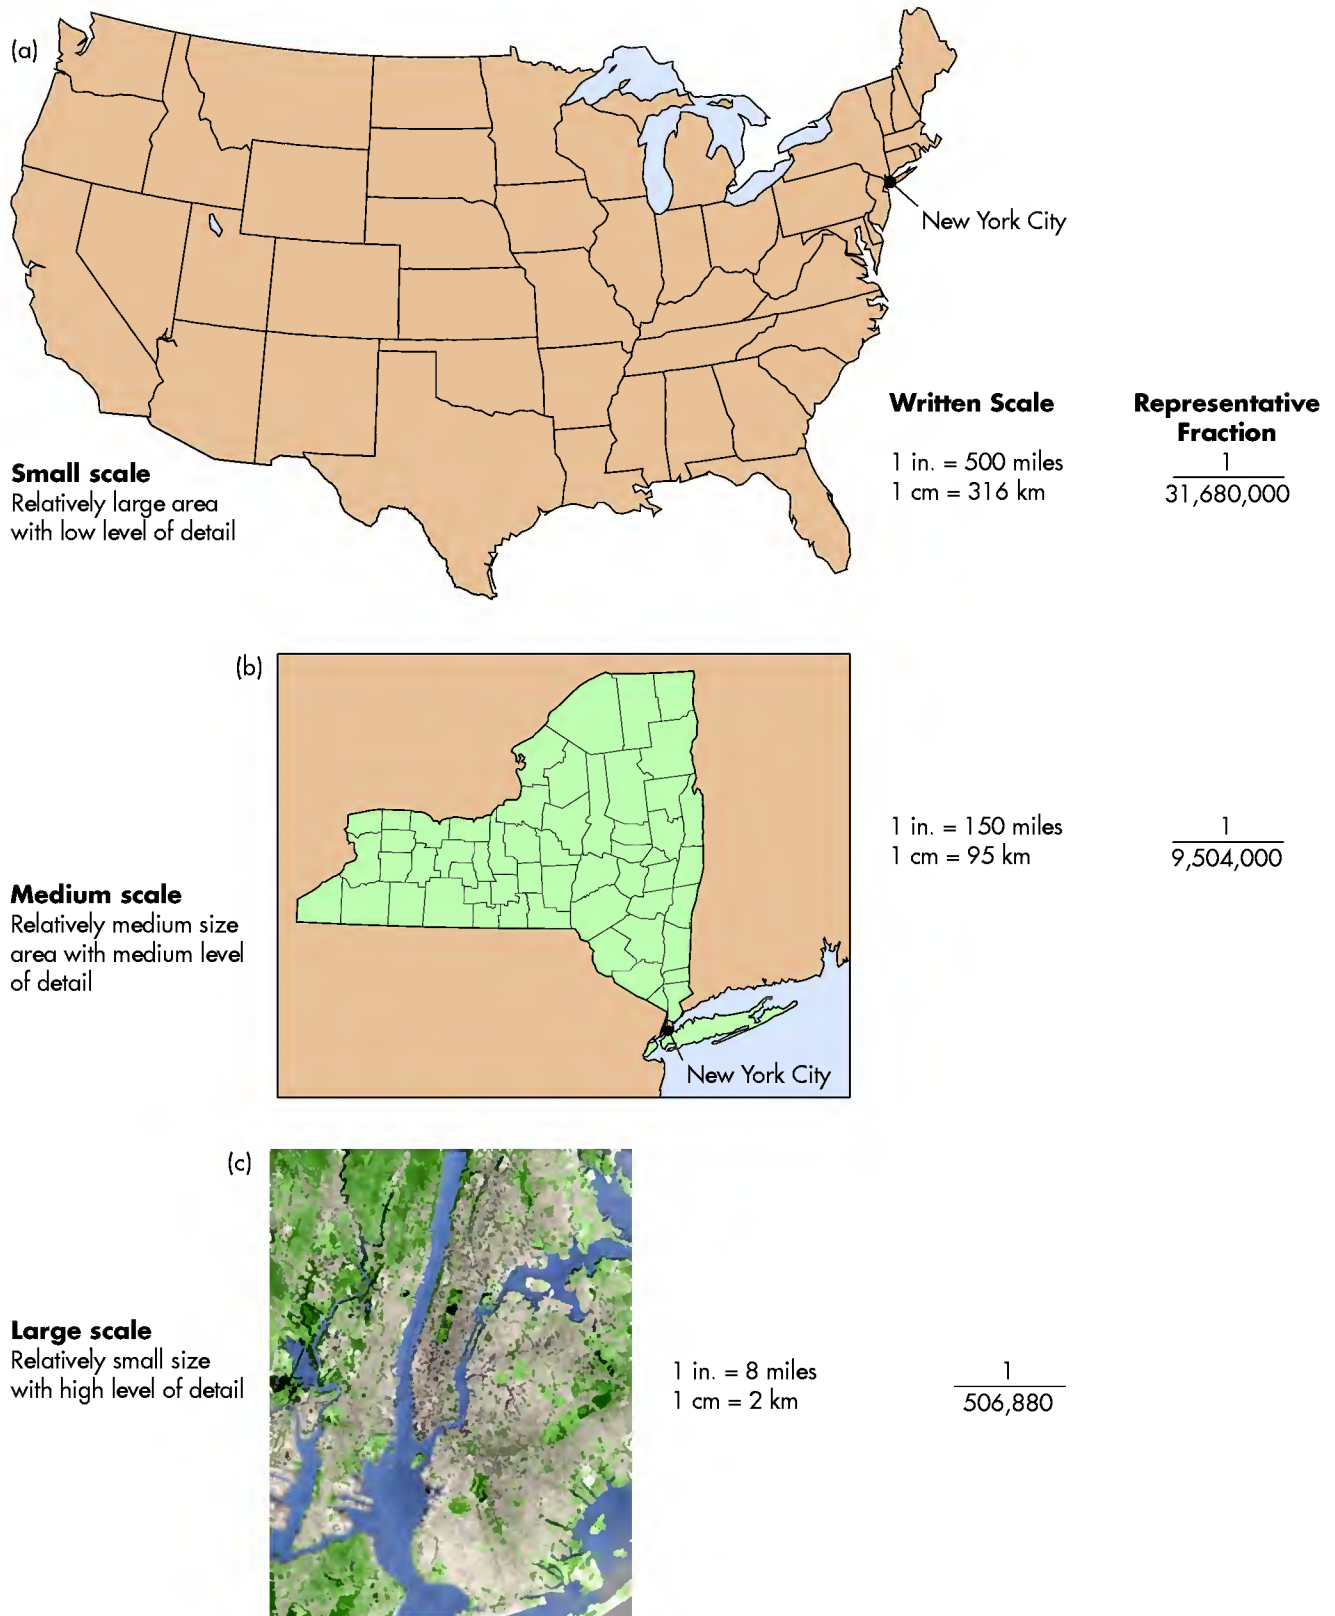 (a)
New York City
Written Scale
Representative
Fraction
1 in. = 500 miles
1 cm = 316 km
1
31,680,000
Small scale
Relatively large area
with low level of detail
(b)
New York City
1 in. = 150 miles
1 cm = 95 km
1
9,504,000
Medium scale
Relatively medium size
area with medium level
of detail
(c)
Large scale
Relatively small size
with high level of detail
1 in. = 8 miles
1 cm = 2 km
1
506,880